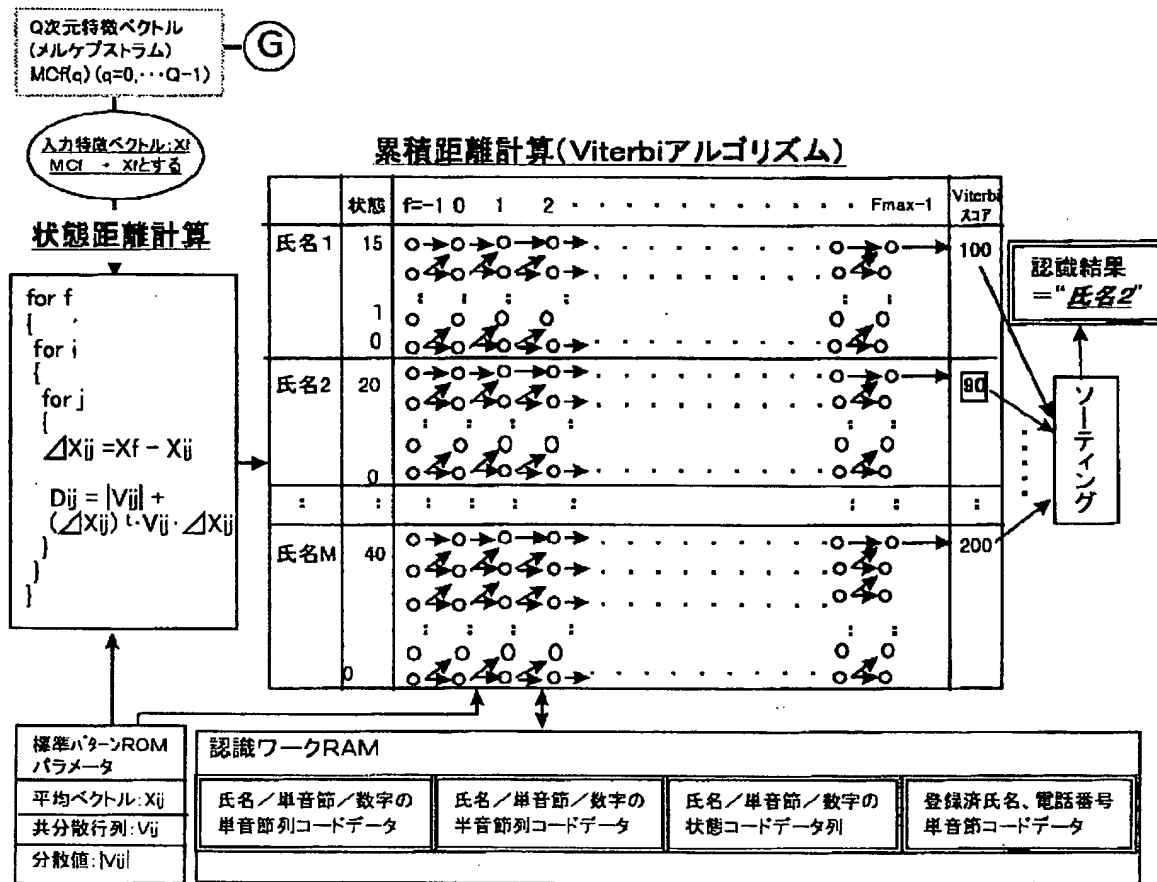 Q次元特徴ベクトル
(メルケプストラム)
MCf(q) (q=0,・・・Q-1)
G
入力特徴ベクトル:Xf
MCf → Xfとする
状態距離計算
for f
{
for i
{
for j
{
⊿Xij =Xf - Xij
Dij = |Vij| +
(⊿Xij) t・Vij・⊿Xij
}
}
}
累積距離計算(Viterbiアルゴリズム)
状態 f=-1 0 1 2 ・・・・・・・・・・・ Fmax-1 Viterbi
スコア
氏名1 15 100
1
0
氏名2 20 90
0
氏名M 40 200
0
認識結果
=“氏名2”
ソーティング
標準パターンROM
パラメータ
平均ベクトル:Xij
共分散行列:Vij
分散値:|Vij|
認識ワークRAM
氏名/単音節/数字の
単音節列コードデータ
氏名/単音節/数字の
半音節列コードデータ
氏名/単音節/数字の
状態コードデータ列
登録済氏名、電話番号
単音節コードデータ